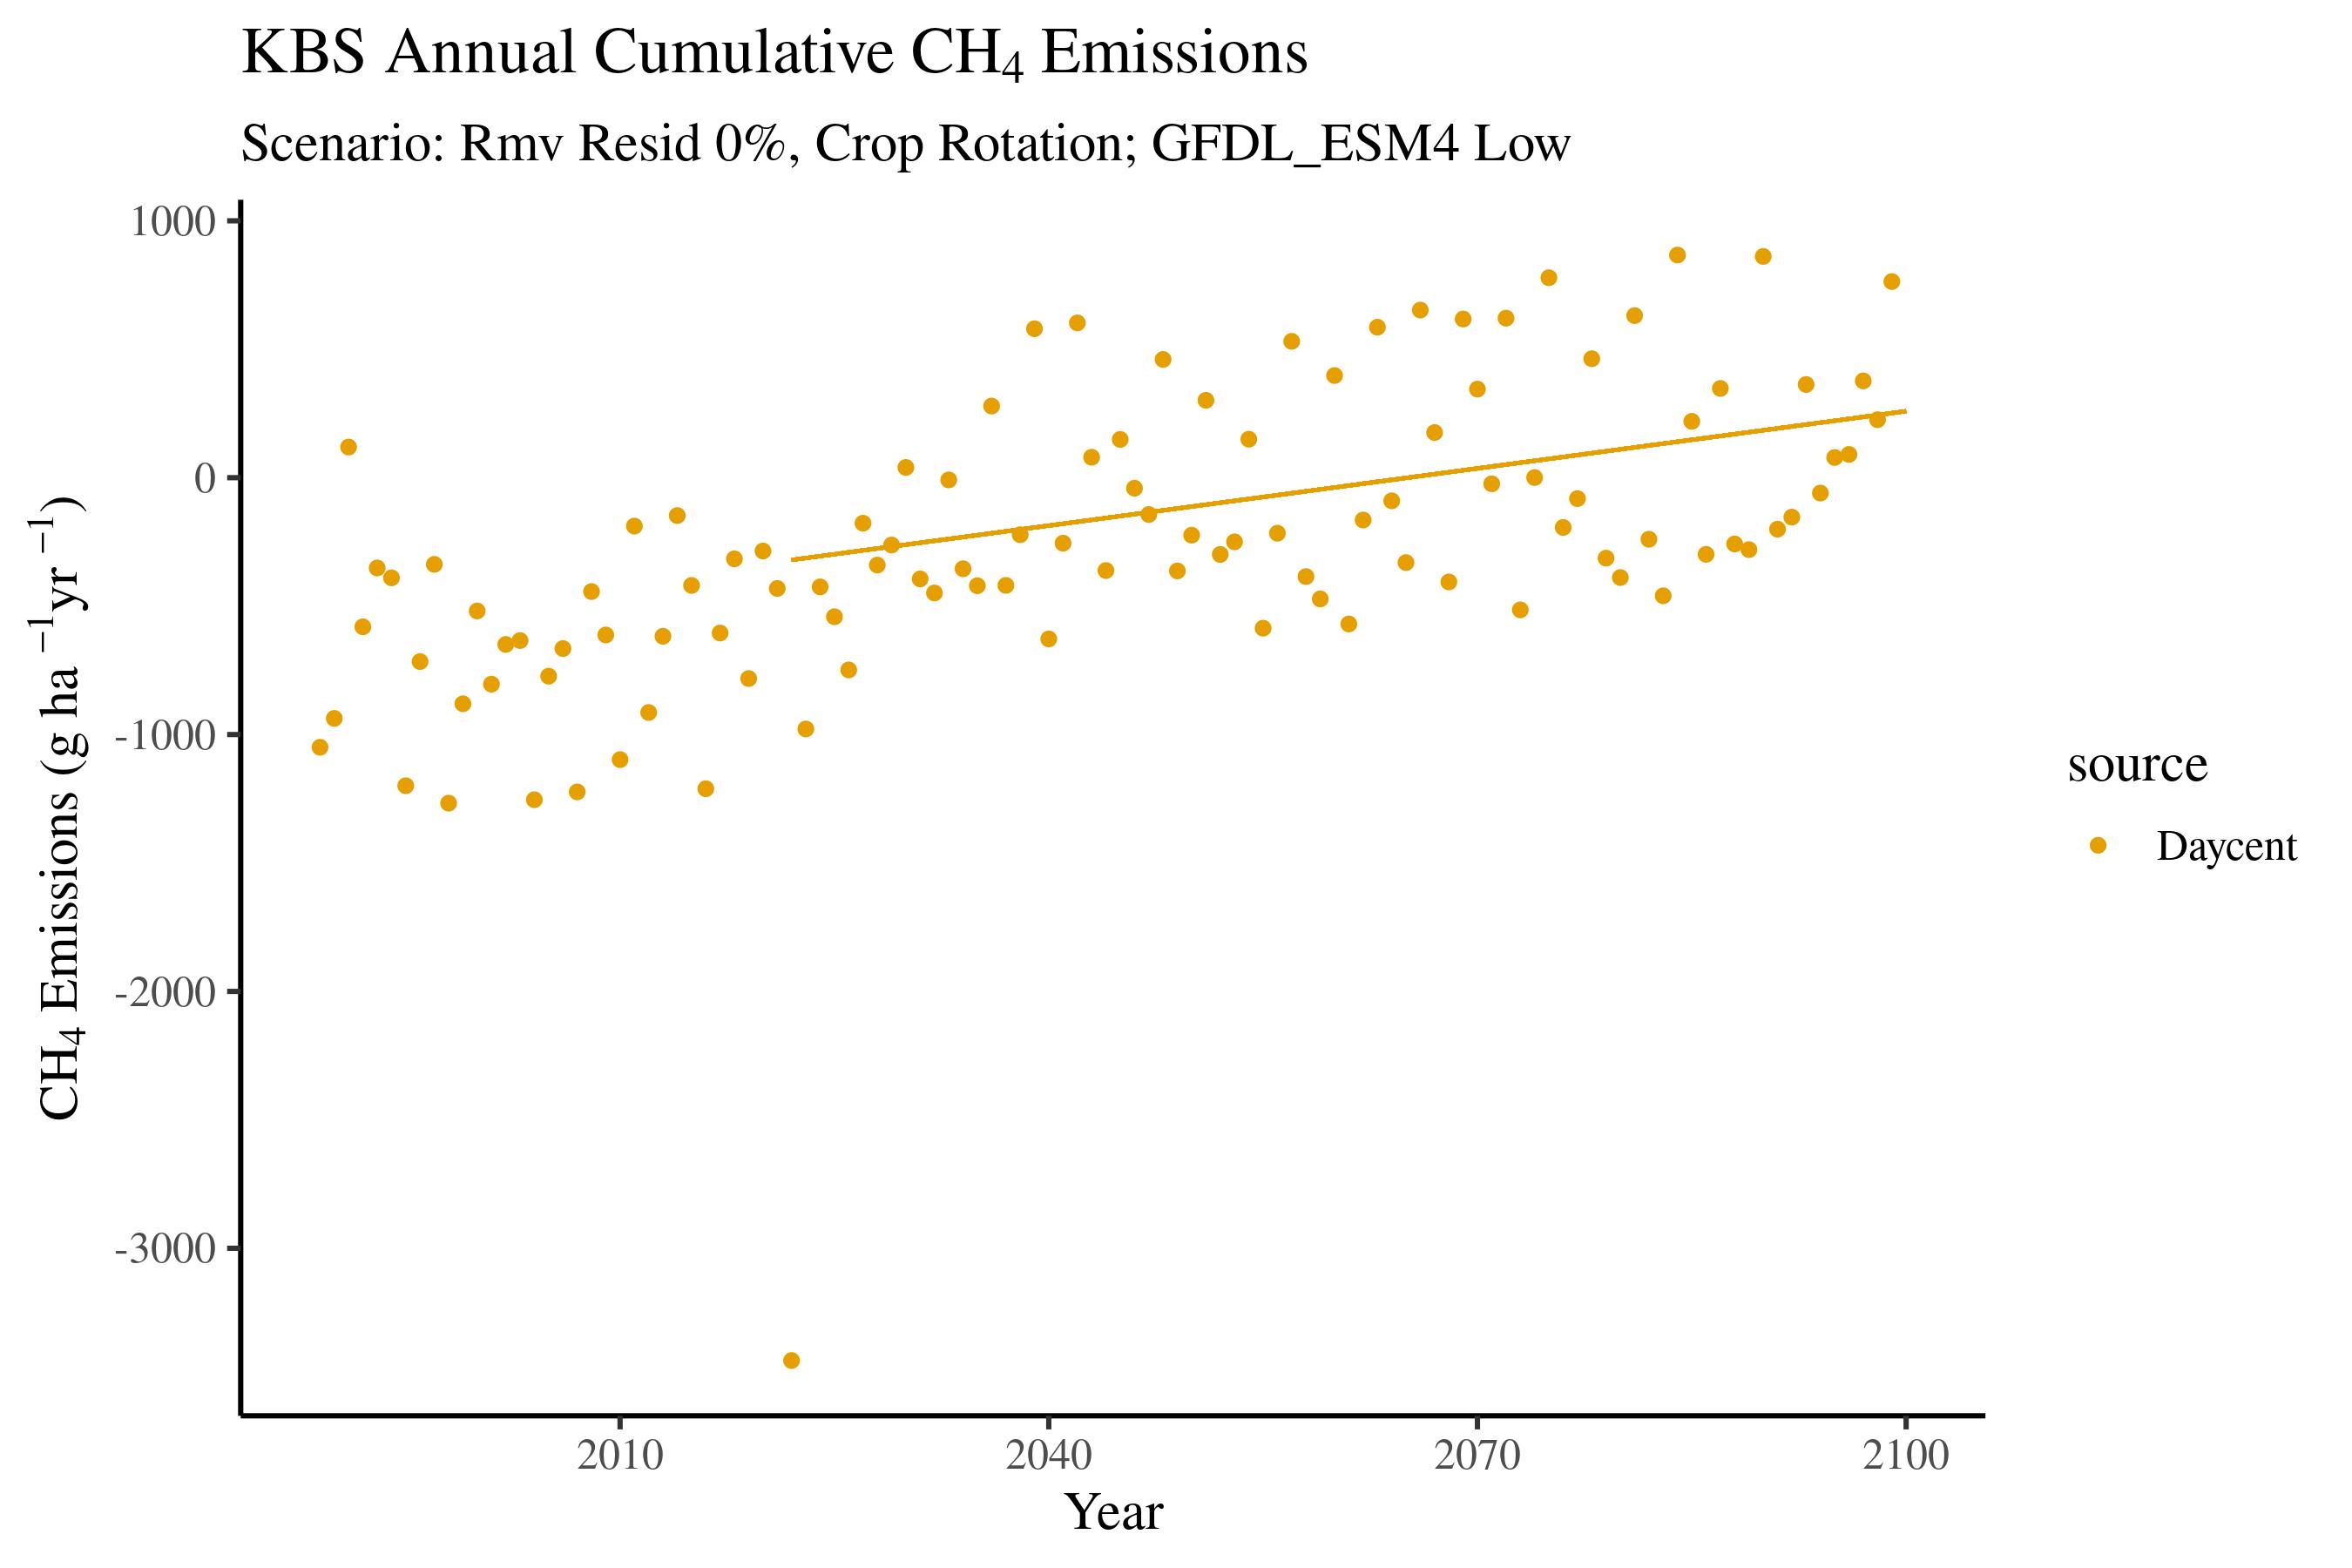 KBS Annual Cumulative CH₄ Emissions
Scenario: Rmv Resid 0%, Crop Rotation; GFDL_ESM4 Low
CH₄ Emissions (g ha ⁻¹yr ⁻¹)
1000
0
-1000
-2000
-3000
source
Daycent
2010 2040 2070 2100
Year